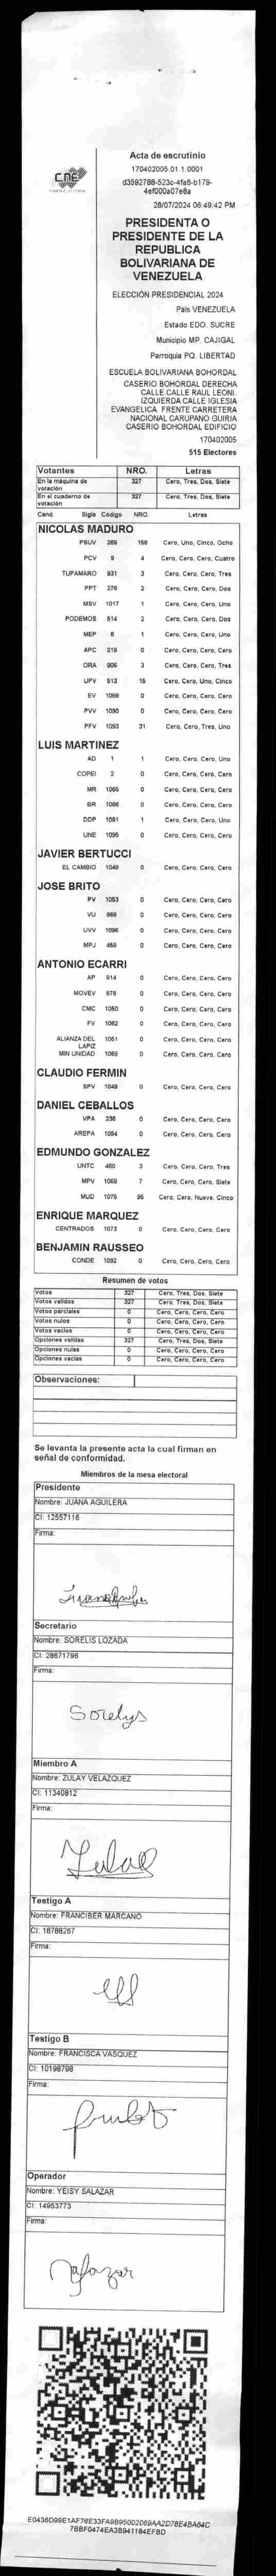 CNE
Acta de escrutinio
170402005.01.1.0001
d3592788-523c-4fa6-b179-
4ef000a07e8a
28/07/2024 06:49:42 PM
PRESIDENTA O
PRESIDENTE DE LA
REPUBLICA
BOLIVARIANA DE
VENEZUELA
ELECCIÓN PRESIDENCIAL 2024
Pais VENEZUELA
Estado EDO. SUCRE
Municipio MP. CAJIGAL
Parroquia PQ. LIBERTAD
ESCUELA BOLIVARIANA BOHORDAL
CASERIO BOHORDAL DERECHA
CALLE CALLE RAUL LEONI.
IZQUIERDA CALLE IGLESIA
EVANGELICA. FRENTE CARRETERA
NACIONAL CARUPANO GUIRIA
CASERIO BOHORDAL EDIFICIO
170402005
515 Electores
Votantes NRO. Letras
En la máquina de votación 327 Cero, Tres, Dos, Siete
En el cuaderno de votación 327 Cero, Tres, Dos, Siete
Cand. Sigla Código NRO. Letras
NICOLAS MADURO
PSUV 269 158 Cero, Uno, Cinco, Ocho
PCV 9 4 Cero, Cero, Cero, Cuatro
TUPAMARO 931 3 Cero, Cero, Cero, Tres
PPT 276 2 Cero, Cero, Cero, Dos
MSV 1017 1 Cero, Cero, Cero, Uno
PODEMOS 514 2 Cero, Cero, Cero, Dos
MEP 6 1 Cero, Cero, Cero, Uno
APC 219 0 Cero, Cero, Cero, Cero
ORA 905 3 Cero, Cero, Cero, Tres
UPV 513 15 Cero, Cero, Uno, Cinco
EV 1089 0 Cero, Cero, Cero, Cero
PVV 1090 0 Cero, Cero, Cero, Cero
PFV 1093 31 Cero, Cero, Tres, Uno
LUIS MARTINEZ
AD 1 1 Cero, Cero, Cero, Uno
COPEI 2 0 Cero, Cero, Cero, Cero
MR 1065 0 Cero, Cero, Cero, Cero
BR 1066 0 Cero, Cero, Cero, Cero
DDP 1091 1 Cero, Cero, Cero, Uno
UNE 1095 0 Cero, Cero, Cero, Cero
JAVIER BERTUCCI
EL CAMBIO 1048 0 Cero, Cero, Cero, Cero
JOSE BRITO
PV 1053 0 Cero, Cero, Cero, Cero
VU 868 0 Cero, Cero, Cero, Cero
UVV 1096 0 Cero, Cero, Cero, Cero
MPJ 458 0 Cero, Cero, Cero, Cero
ANTONIO ECARRI
AP 914 0 Cero, Cero, Cero, Cero
MOVEV 979 0 Cero, Cero, Cero, Cero
CMC 1050 0 Cero, Cero, Cero, Cero
FV 1062 0 Cero, Cero, Cero, Cero
ALIANZA DEL LAPIZ 1051 0 Cero, Cero, Cero, Cero
MIN UNIDAD 1068 0 Cero, Cero, Cero, Cero
CLAUDIO FERMIN
SPV 1049 0 Cero, Cero, Cero, Cero
DANIEL CEBALLOS
VPA 236 0 Cero, Cero, Cero, Cero
AREPA 1094 0 Cero, Cero, Cero, Cero
EDMUNDO GONZALEZ
UNTC 460 3 Cero, Cero, Cero, Tres
MPV 1069 7 Cero, Cero, Cero, Siete
MUD 1075 95 Cero, Cero, Nueve, Cinco
ENRIQUE MARQUEZ
CENTRADOS 1073 0 Cero, Cero, Cero, Cero
BENJAMIN RAUSSEO
CONDE 1092 0 Cero, Cero, Cero, Cero
Resumen de votos
Votos 327 Cero, Tres, Dos, Siete
Votos validos 327 Cero, Tres, Dos, Siete
Votos parciales 0 Cero, Cero, Cero, Cero
Votos nulos 0 Cero, Cero, Cero, Cero
Votos vacios 0 Cero, Cero, Cero, Cero
Opciones validas 327 Cero, Tres, Dos, Siete
Opciones nulas 0 Cero, Cero, Cero, Cero
Opciones vacias 0 Cero, Cero, Cero, Cero
Observaciones:
Se levanta la presente acta la cual firman en
señal de conformidad.
Miembros de la mesa electoral
Presidente
Nombre: JUANA AGUILERA
CI: 12557116
Firma:
Secretario
Nombre: SORELIS LOZADA
CI: 28671796
Firma:
Sorelys
Miembro A
Nombre: ZULAY VELAZQUEZ
CI: 11340812
Firma:
Testigo A
Nombre: FRANCIBER MARCANO
CI: 18788267
Firma:
Testigo B
Nombre: FRANCISCA VASQUEZ
CI: 10198798
Firma:
Operador
Nombre: YEISY SALAZAR
CI: 14953773
Firma:
E0436D99E1AF76E33FA9B95002069AA2D78E4BA64C
7BBF0474EA3B941184EFBD